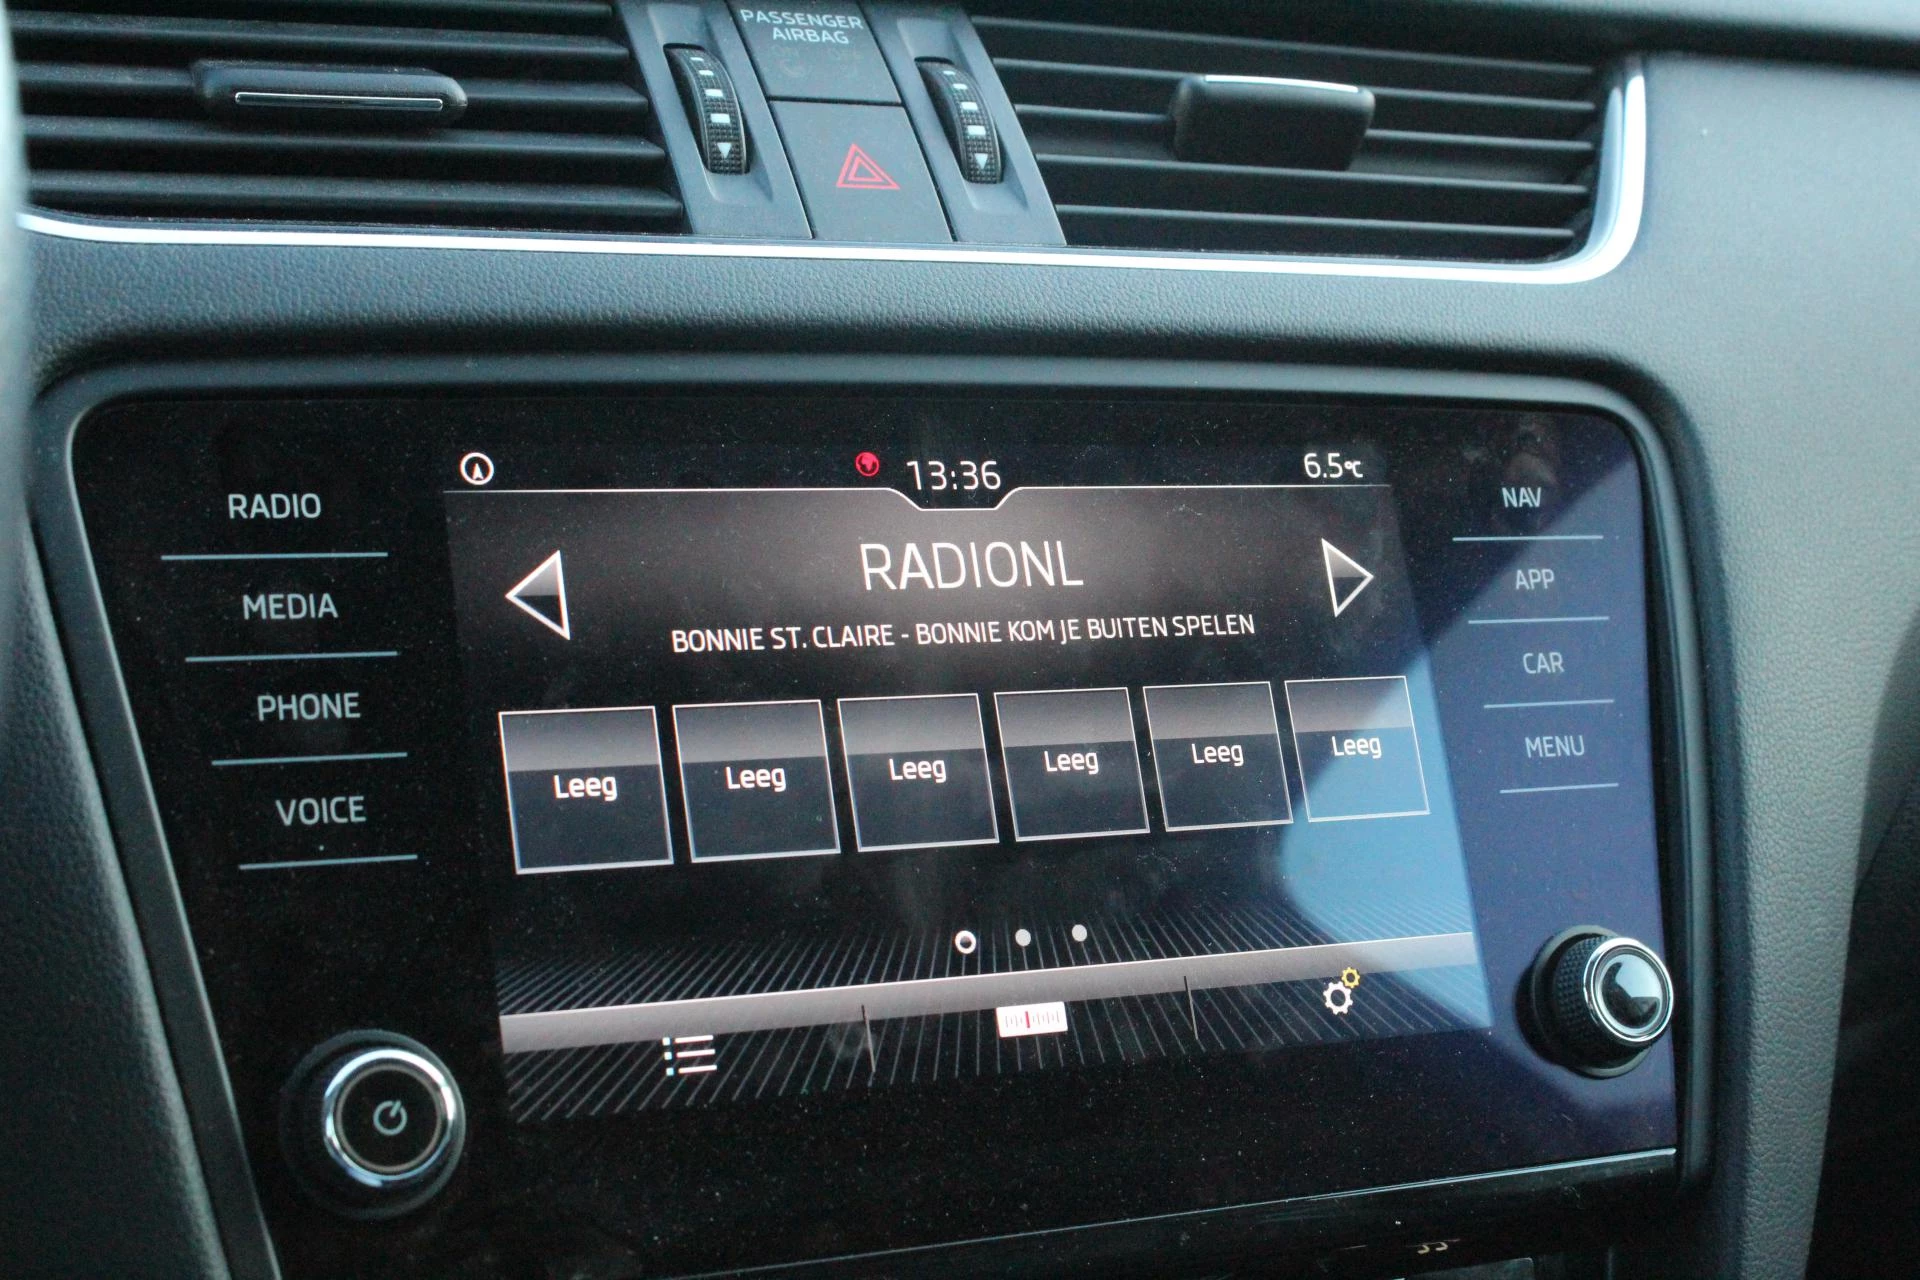 PASSENGER
AIRBAG
13:36
6.5°C
RADIO
MEDIA
PHONE
VOICE
RADIONL
BONNIE ST. CLAIRE - BONNIE KOM JE BUITEN SPELEN
Leeg
Leeg
Leeg
Leeg
Leeg
Leeg
NAV
APP
CAR
MENU